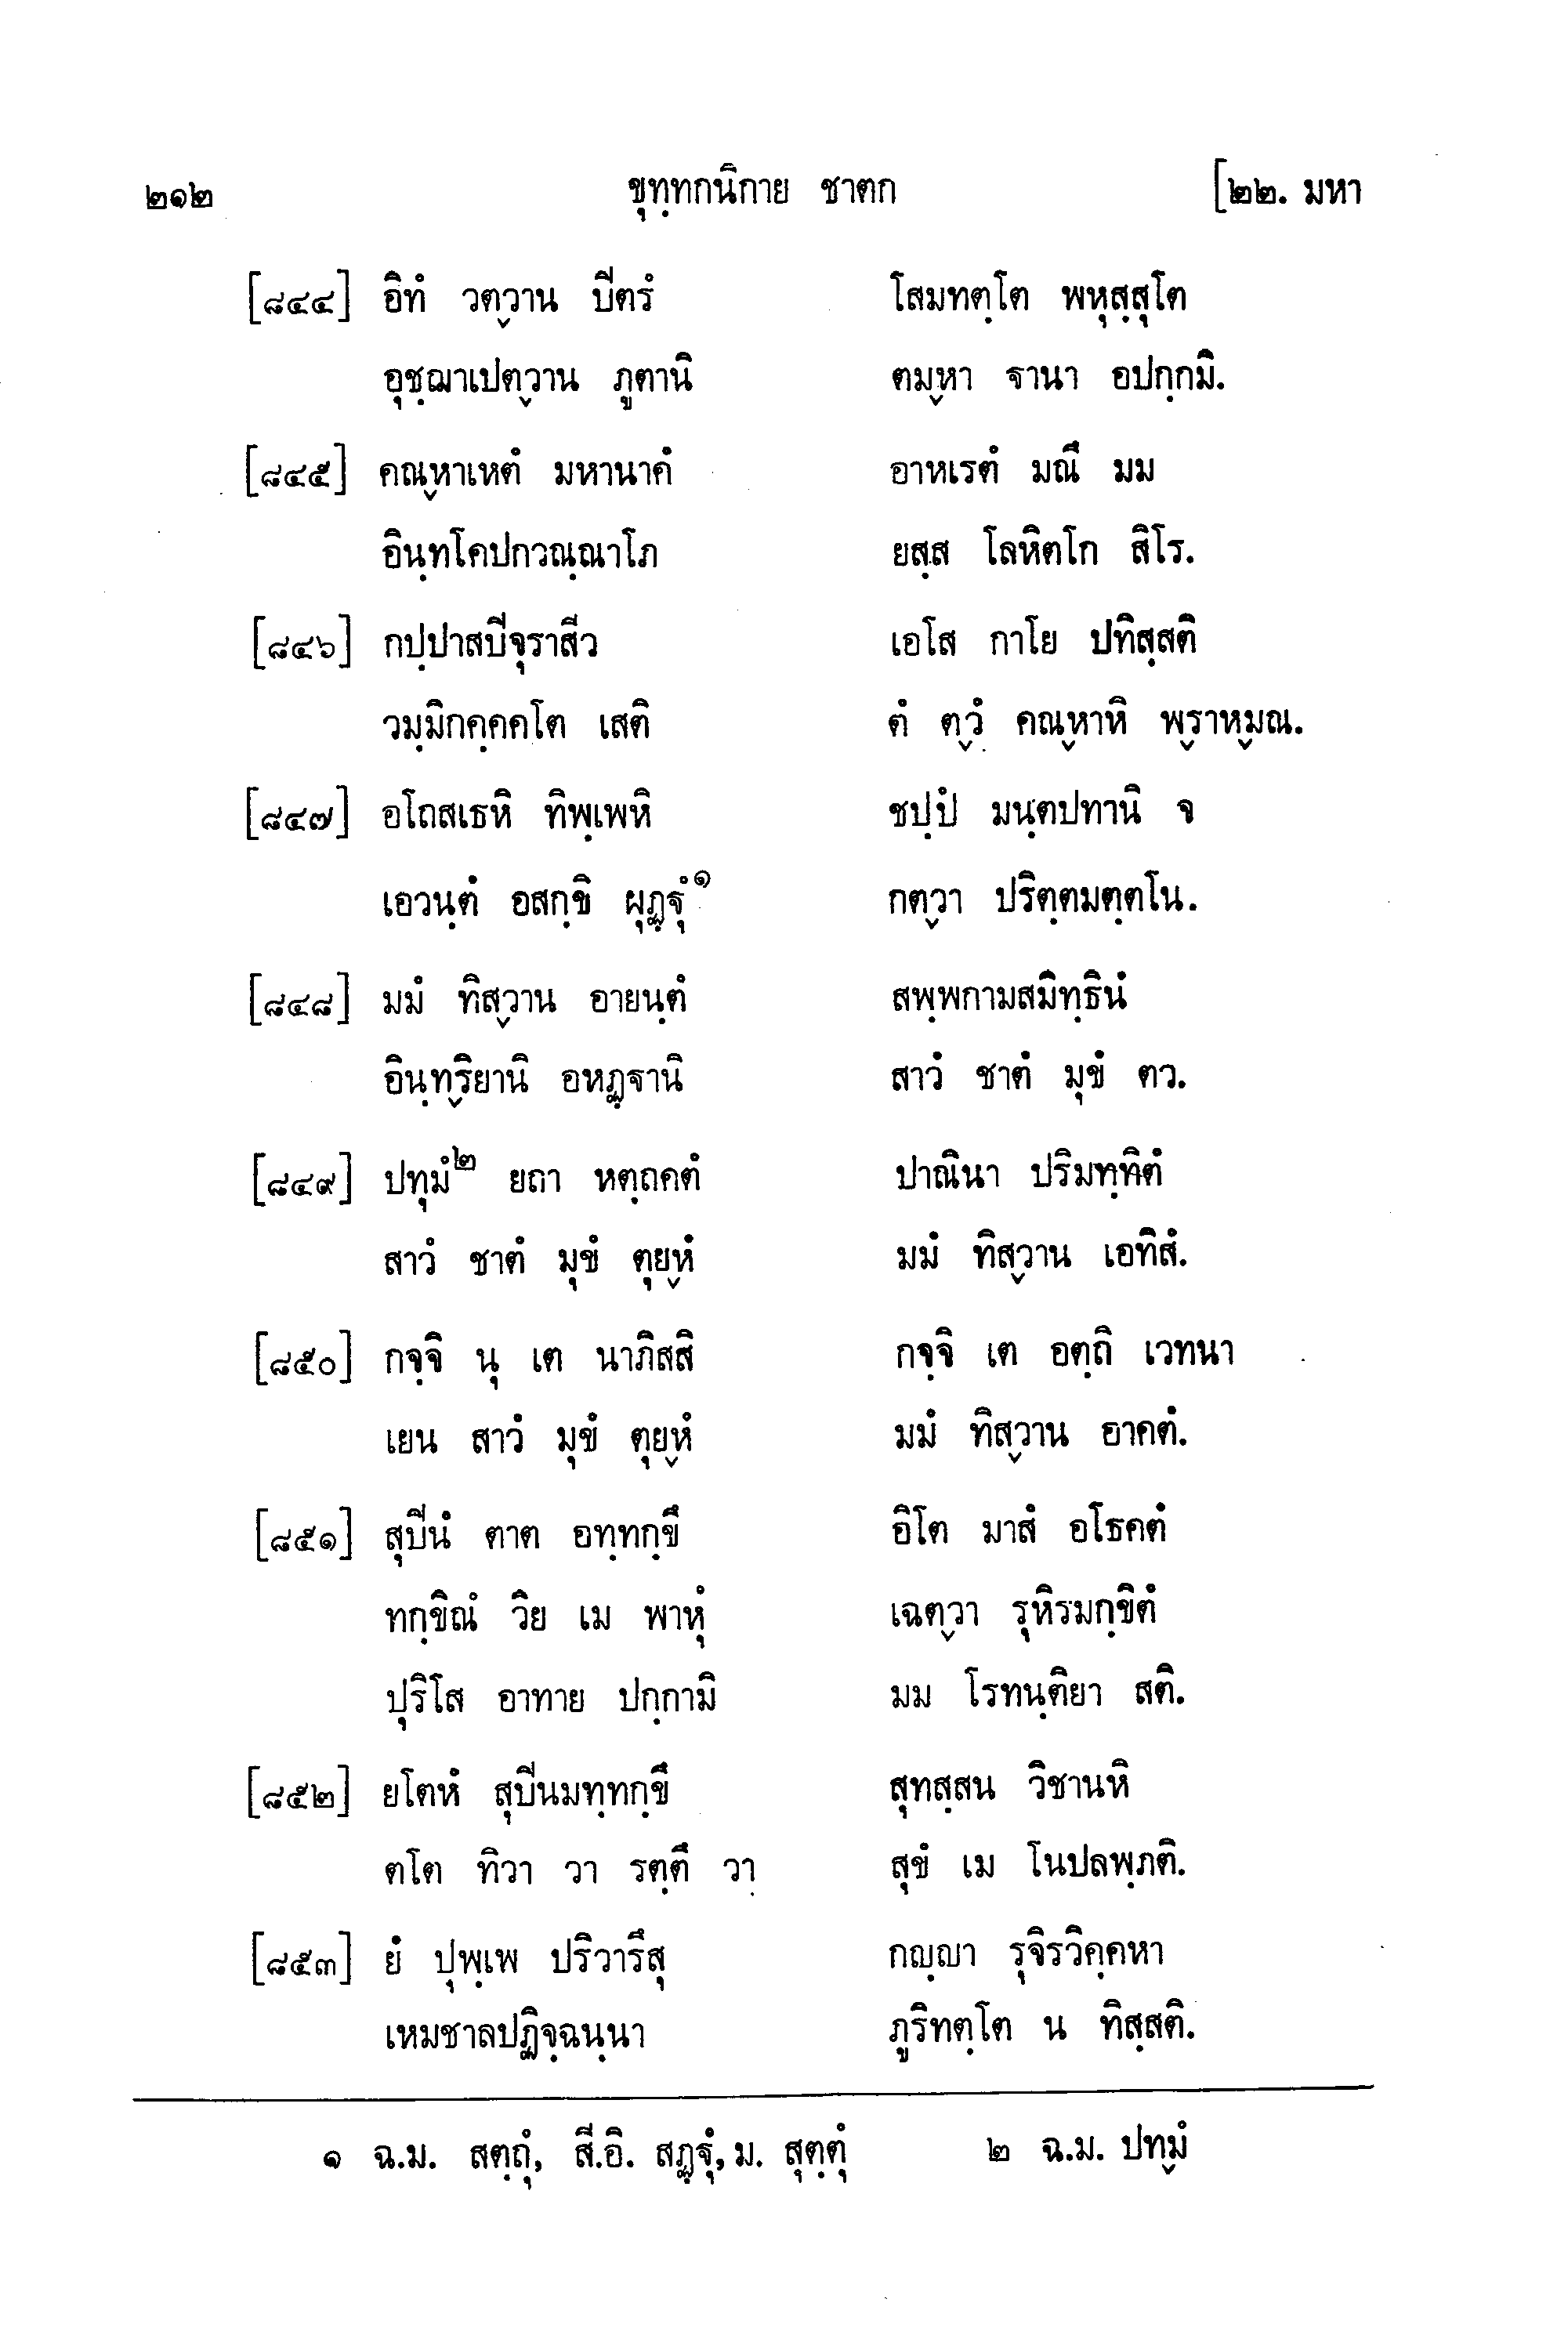 ๒๑๒ ขุทฺทกนิกาย ชาตก [๒๒. มหา
[๘๔๔] อิทํ วตฺวาน ปิตรํ โสมทตฺโต พหุสฺสุโต
อุชฺฌาเปตฺวาน ภูตานิ ตมฺหา ฐานา อปกฺกมิ.
[๘๔๕] คณฺหาเหตํ มหานาคํ อาหเรตํ มณึ มม
อินฺทโคปกวณฺณาโภ ยสฺส โลหิตโก สิโร.
[๘๔๖] กปฺปาสปิจุราสีว เอโส กาโย ปทิสฺสติ
วมฺมิกคฺคคโต เสติ ตํ ตฺวํ คณฺหาหิ พฺราหฺมณ.
[๘๔๗] อโถสเธหิ ทิพฺเพหิ ชปฺปํ มนฺตปทานิ จ
เอวนฺตํ อสกฺขิ ผุฏฺฐุํ๑ กตฺวา ปริตฺตมตฺตโน.
[๘๔๘] มมํ ทิสฺวาน อายนฺตํ สพฺพกามสมิทฺธินํ
อินฺทฺริยานิ อหฏฺฐานิ สาวํ ชาตํ มุขํ ตว.
[๘๔๙] ปทุมํ๒ ยถา หตฺถคตํ ปาณินา ปริมทฺทิตํ
สาวํ ชาตํ มุขํ ตุยฺหํ มมํ ทิสฺวาน เอทิสํ.
[๘๕๐] กจฺจิ นุ เต นาภิสสิ กจฺจิ เต อตฺถิ เวทนา
เยน สาวํ มุขํ ตุยฺหํ มมํ ทิสฺวาน อาคตํ.
[๘๕๑] สุปินํ ตาต อทฺทกฺขึ อิโต มาสํ อโธคตํ
ทกฺขิณํ วิย เม พาหุํ เฉตฺวา รุหิรมกฺขิตํ
ปุริโส อาทาย ปกฺกามิ มม โรทนฺติยา สติ.
[๘๕๒] ยโตหํ สุปินมทฺทกฺขึ สุทสฺสน วิชานหิ
ตโต ทิวา วา รตฺตึ วา สุขํ เม โนปลพฺภติ.
[๘๕๓] ยํ ปุพฺเพ ปริวารึสุ กญฺญา รุจิรวิคฺคหา
เหมชาลปฏิจฺฉนฺนา ภูริทตฺโต น ทิสฺสติ.
๑ ฉ.ม. สตฺถุํ, สี.อิ. สฏฺฐุํ, ม. สุตฺตุํ ๒ ฉ.ม. ปทฺมํ